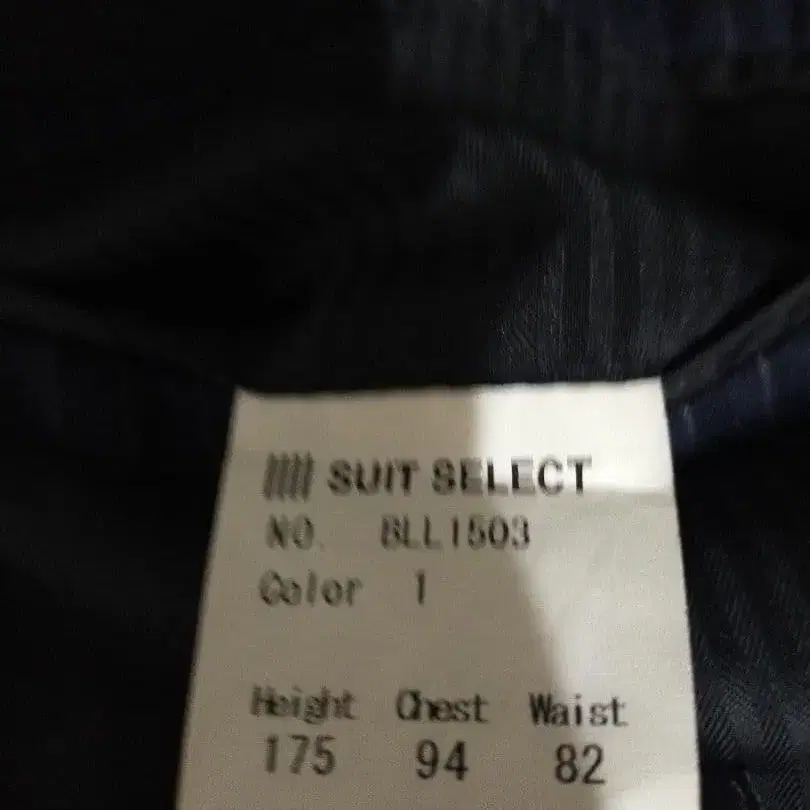 SUIT SELECT
NO. BLL1503
Color 1
Height Chest Waist
175 94 82